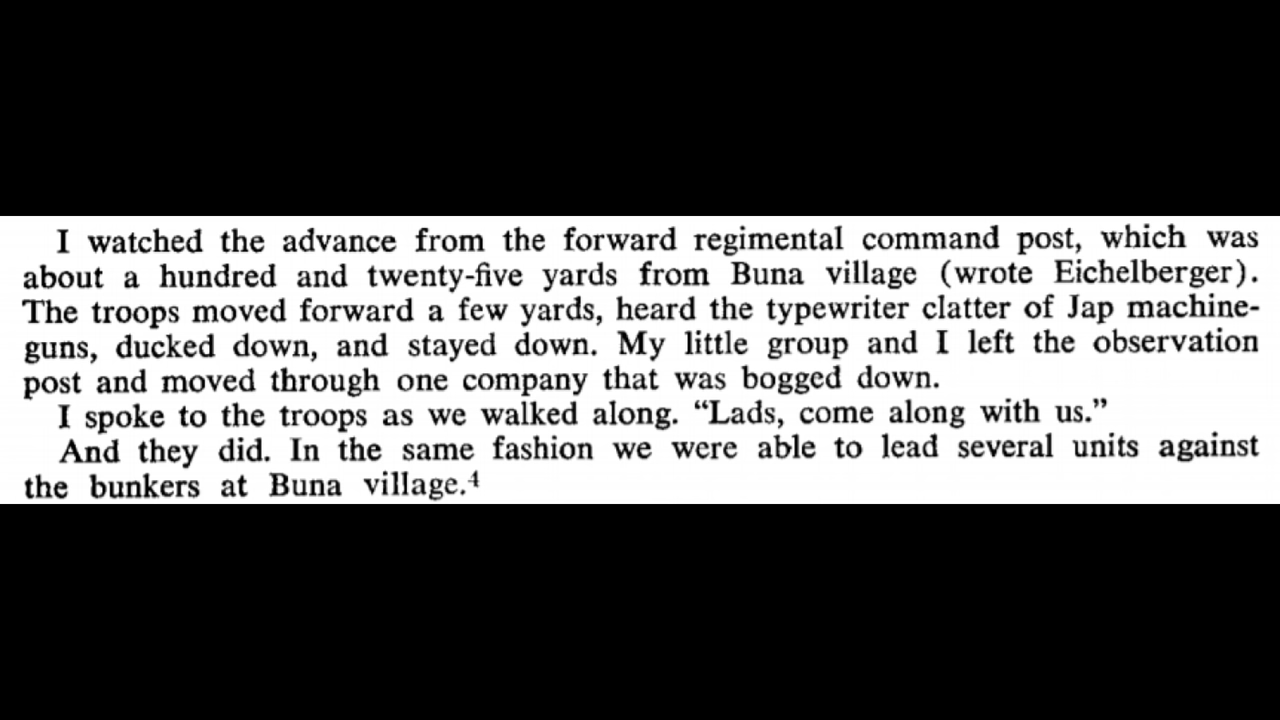 I watched the advance from the forward regimental command post, which was
about a hundred and twenty-five yards from Buna village (wrote Eichelberger).
The troops moved forward a few yards, heard the typewriter clatter of Jap machine-
guns, ducked down, and stayed down. My little group and I left the observation
post and moved through one company that was bogged down.
I spoke to the troops as we walked along. “Lads, come along with us.”
And they did. In the same fashion we were able to lead several units against
the bunkers at Buna village.⁴